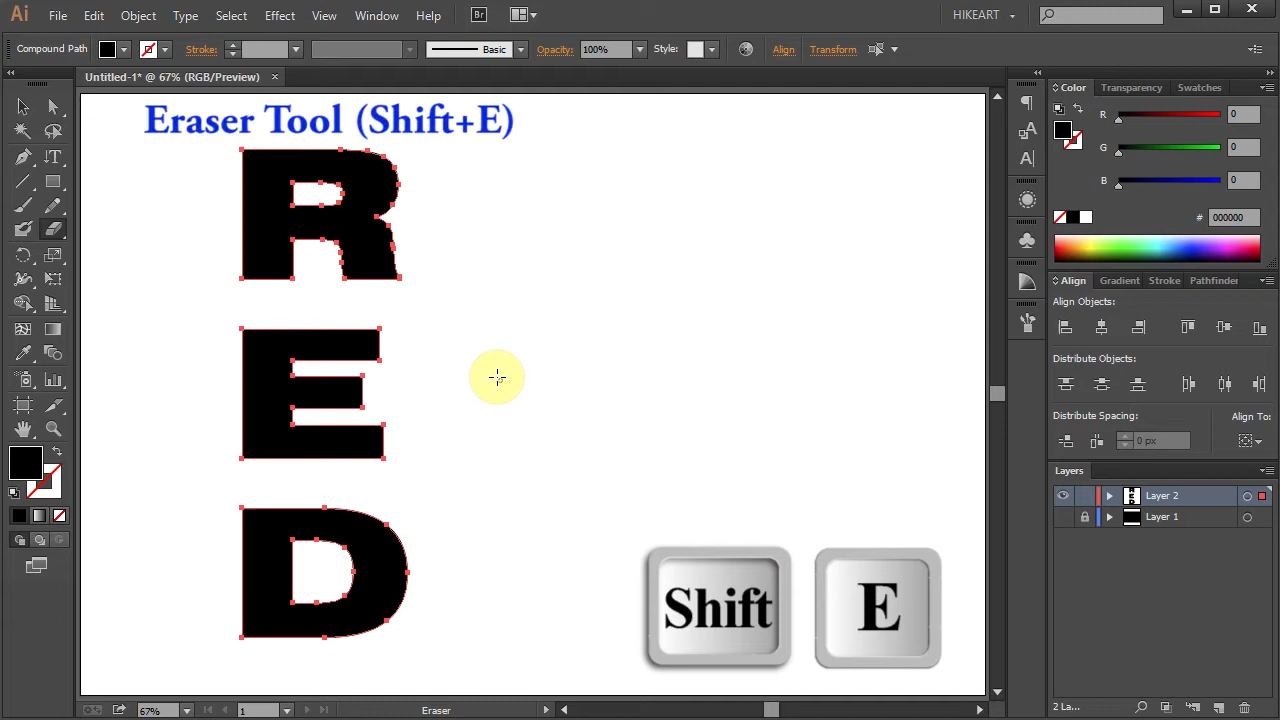 Ai File Edit Object Type Select Effect View Window Help Br HIKEART
Compound Path Stroke: Basic Opacity: 100% Style: Align Transform
Untitled-1* @ 67% (RGB/Preview) ×
Eraser Tool (Shift+E)
R
E
D
Shift E
Color Transparency Swatches
R 0
G 0
B 0
# 000000
Align Gradient Stroke Pathfinder
Align Objects:
Distribute Objects:
Distribute Spacing: Align To:
0 px
Layers
Layer 2
Layer 1
2 La...
67% 1 Eraser